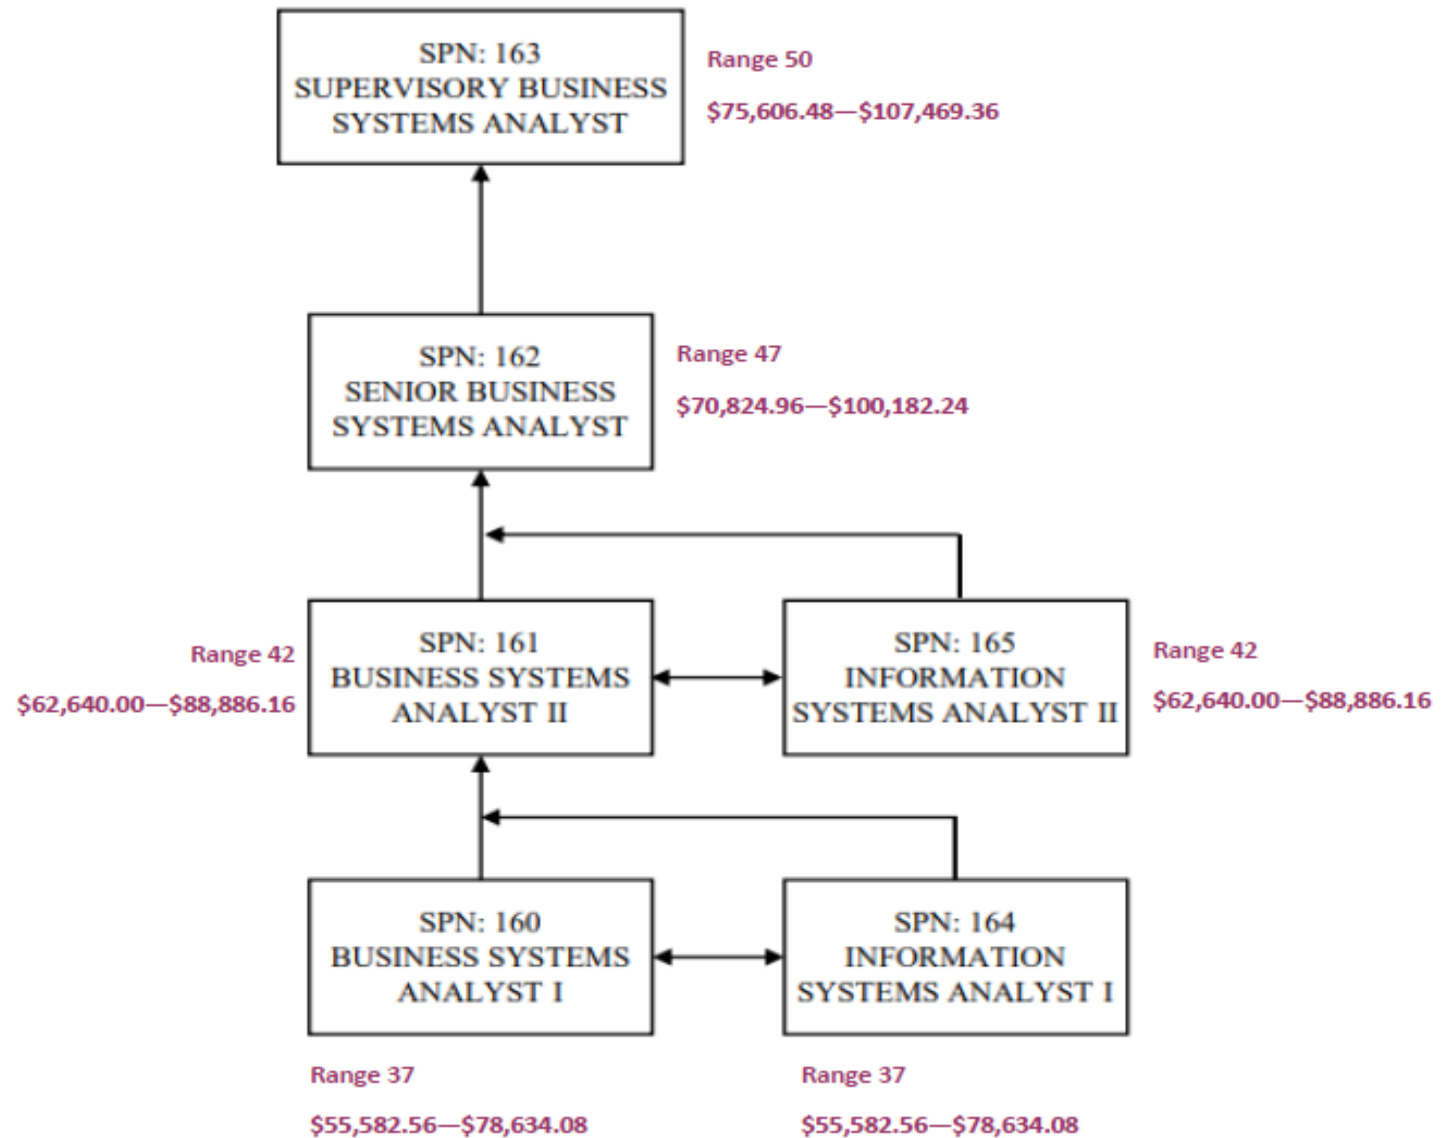 SPN: 163
SUPERVISORY BUSINESS
SYSTEMS ANALYST
Range 50
$75,606.48—$107,469.36
SPN: 162
SENIOR BUSINESS
SYSTEMS ANALYST
Range 47
$70,824.96—$100,182.24
Range 42
$62,640.00—$88,886.16
SPN: 161
BUSINESS SYSTEMS
ANALYST II
SPN: 165
INFORMATION
SYSTEMS ANALYST II
Range 42
$62,640.00—$88,886.16
SPN: 160
BUSINESS SYSTEMS
ANALYST I
SPN: 164
INFORMATION
SYSTEMS ANALYST I
Range 37
$55,582.56—$78,634.08
Range 37
$55,582.56—$78,634.08